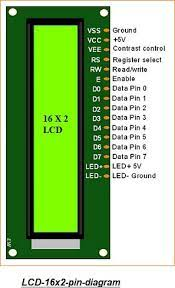 VSS Ground
VCC +5V
VEE Contrast control
RS Register select
RW Read/write
E Enable
D0 Data Pin 0
D1 Data Pin 1
D2 Data Pin 2
D3 Data Pin 3
D4 Data Pin 4
D5 Data Pin 5
D6 Data Pin 6
D7 Data Pin 7
LED+ LED+ 5V
LED- LED- Ground
16 X 2
LCD
LCD-16x2-pin-diagram